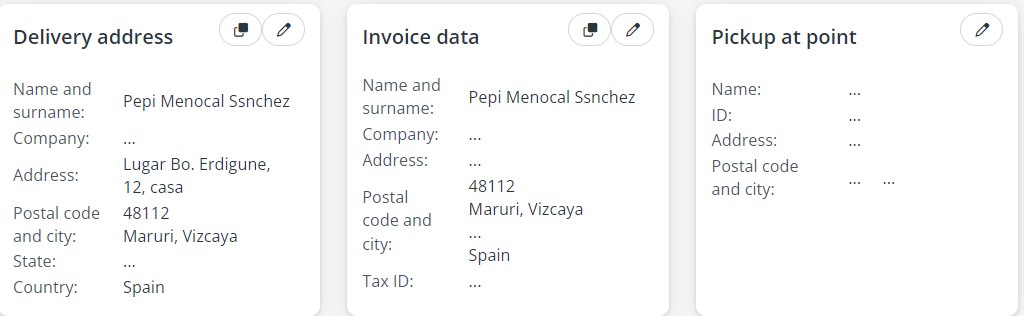 Delivery address
Name and
surname:
Pepi Menocal Ssnchez
Company:
...
Address:
Lugar Bo. Erdigune,
12, casa
Postal code
and city:
48112
Maruri, Vizcaya
State:
...
Country:
Spain
Invoice data
Name and
surname:
Pepi Menocal Ssnchez
Company:
...
Address:
...
Postal
code and
city:
48112
Maruri, Vizcaya
...
Spain
Tax ID:
...
Pickup at point
Name:
...
ID:
...
Address:
...
Postal code
and city:
... ...